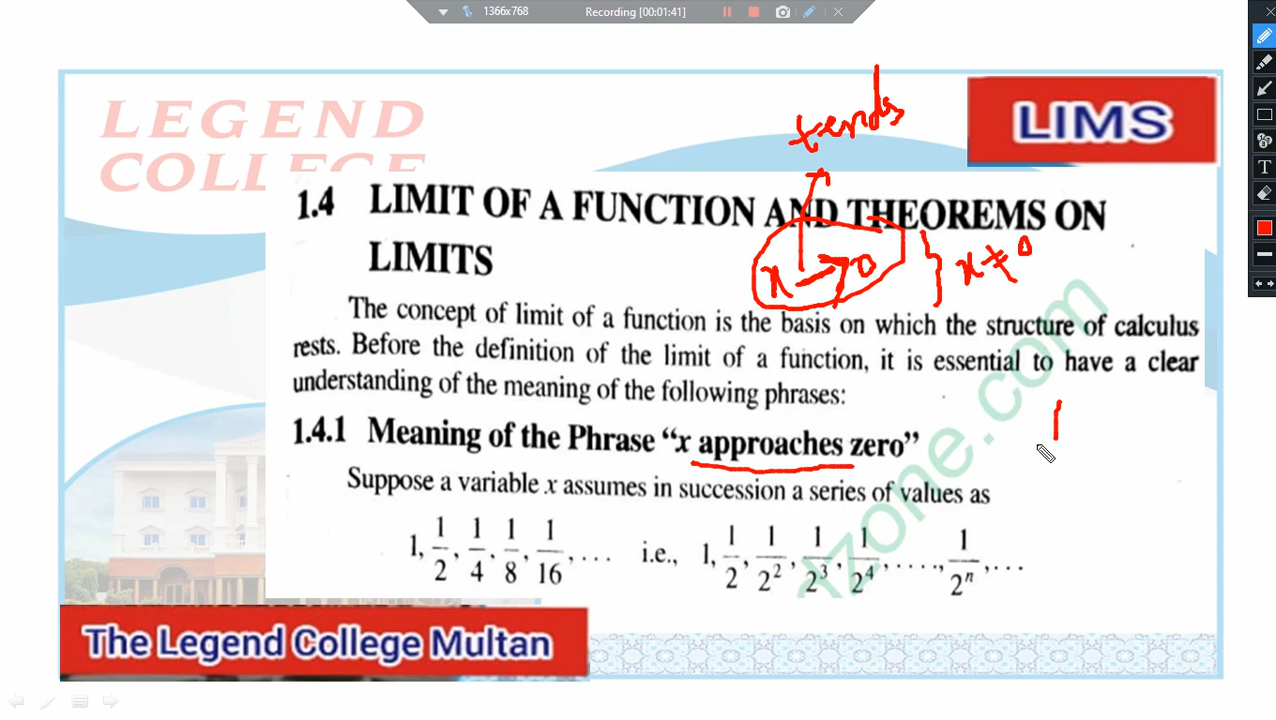 1366x768 Recording [00:01:41]
LEGEND
COLLEGE
LIMS
tends
1.4 LIMIT OF A FUNCTION AND THEOREMS ON
LIMITS
x → 0 } x ≠ 0
The concept of limit of a function is the basis on which the structure of calculus
rests. Before the definition of the limit of a function, it is essential to have a clear
understanding of the meaning of the following phrases:
1
1.4.1 Meaning of the Phrase “x approaches zero”
Suppose a variable x assumes in succession a series of values as
1, 1/2, 1/4, 1/8, 1/16, ... i.e., 1, 1/2, 1/2², 1/2³, 1/2⁴, ....., 1/2ⁿ, ...
The Legend College Multan
T